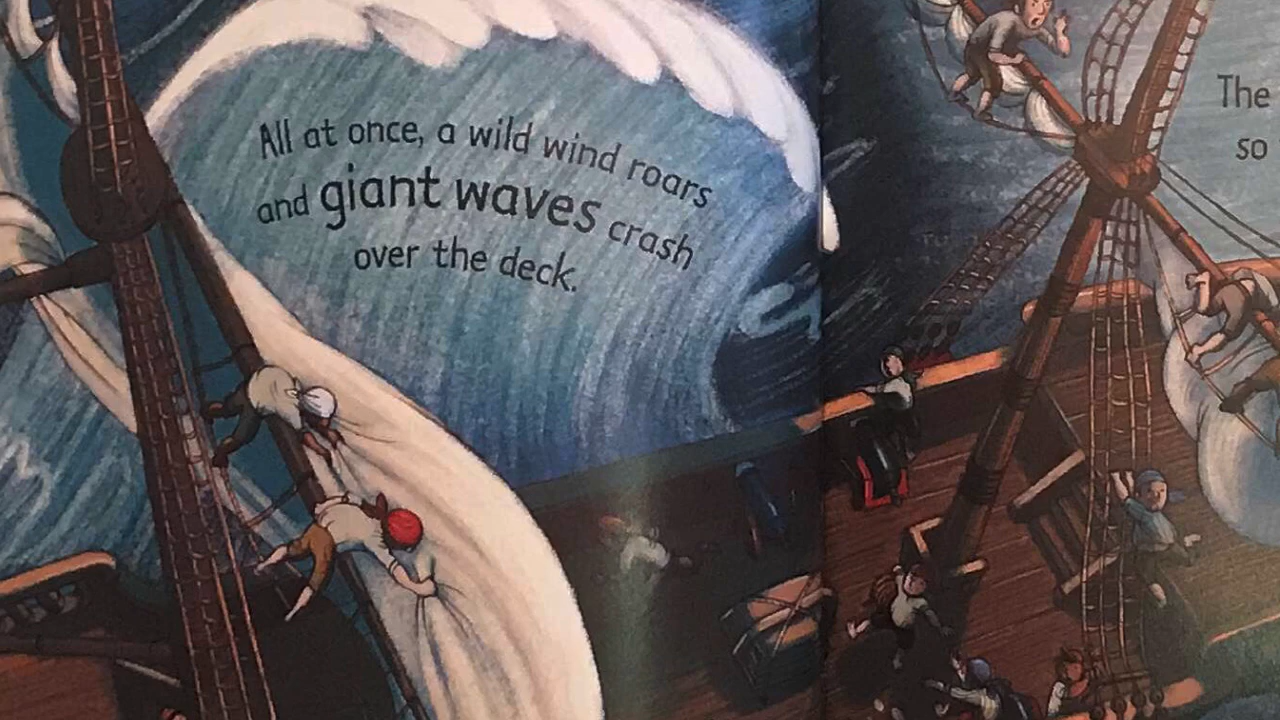 All at once, a wild wind roars
and giant waves crash
over the deck.
The
so